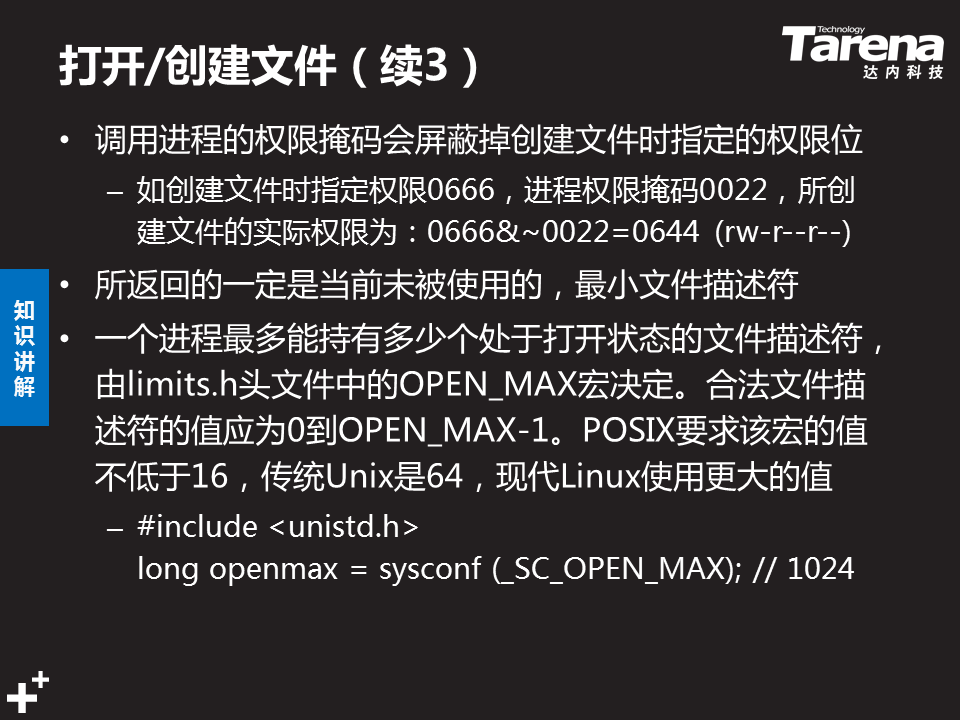 打开/创建文件（续3）
Technology
Tarena
达内科技
• 调用进程的权限掩码会屏蔽掉创建文件时指定的权限位
– 如创建文件时指定权限0666，进程权限掩码0022，所创
建文件的实际权限为：0666&~0022=0644 (rw-r--r--)
• 所返回的一定是当前未被使用的，最小文件描述符
知识讲解
• 一个进程最多能持有多少个处于打开状态的文件描述符，
由limits.h头文件中的OPEN_MAX宏决定。合法文件描
述符的值应为0到OPEN_MAX-1。POSIX要求该宏的值
不低于16，传统Unix是64，现代Linux使用更大的值
– #include <unistd.h>
long openmax = sysconf (_SC_OPEN_MAX); // 1024